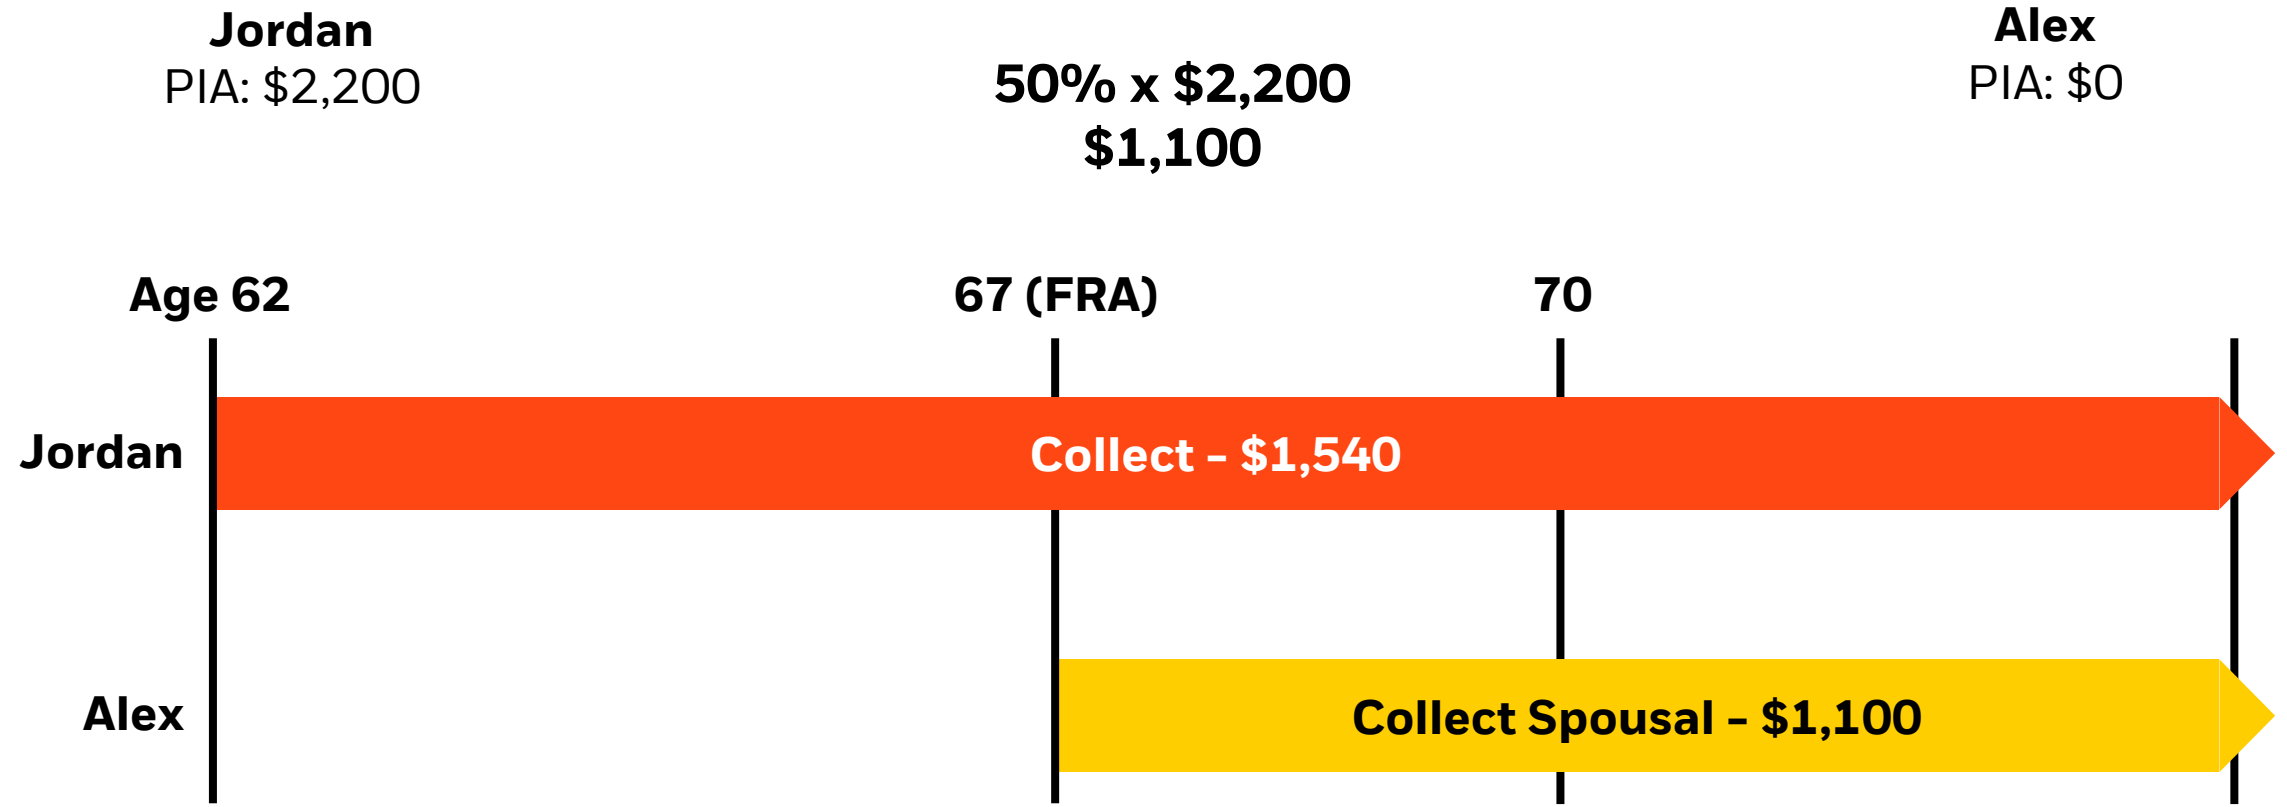 Jordan
PIA: $2,200
50% x $2,200
$1,100
Alex
PIA: $0
Age 62
67 (FRA)
70
Jordan
Collect - $1,540
Alex
Collect Spousal - $1,100